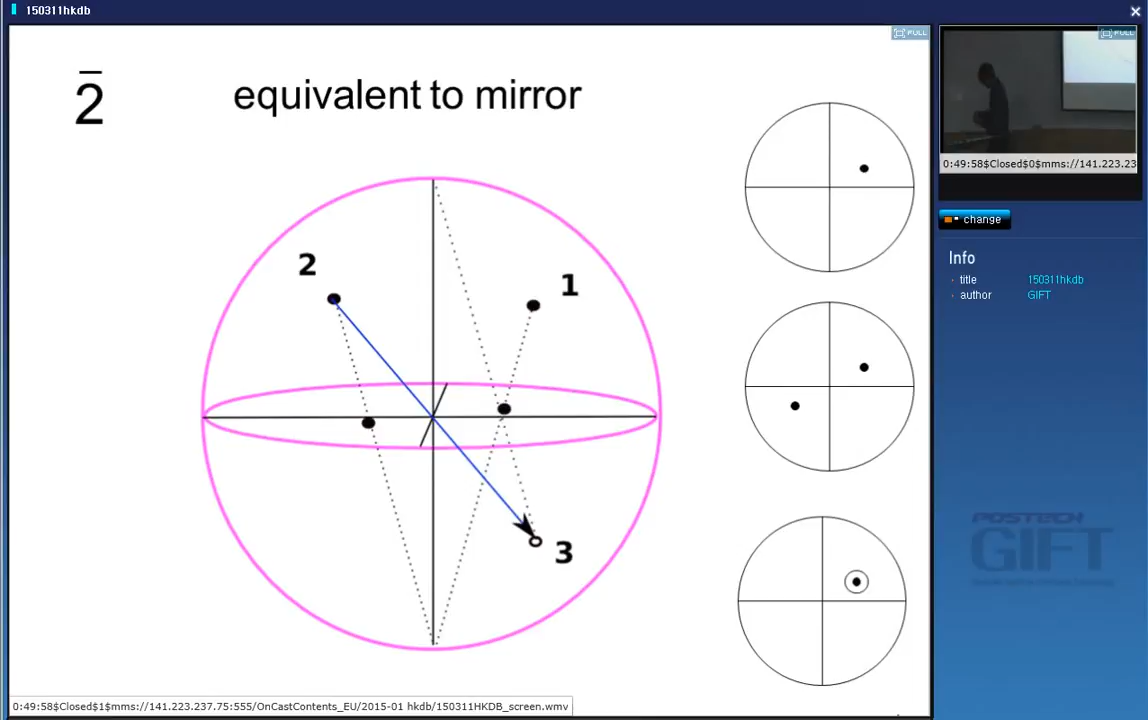 150311hkdb
FULL
2̄
equivalent to mirror
2
1
3
0:49:58$Closed$1$mms://141.223.237.75:555/OnCastContents_EU/2015-01 hkdb/150311HKDB_screen.wmv
FULL
0:49:58$Closed$0$mms://141.223.23
change
Info
title 150311hkdb
author GIFT
POSTECH
GIFT